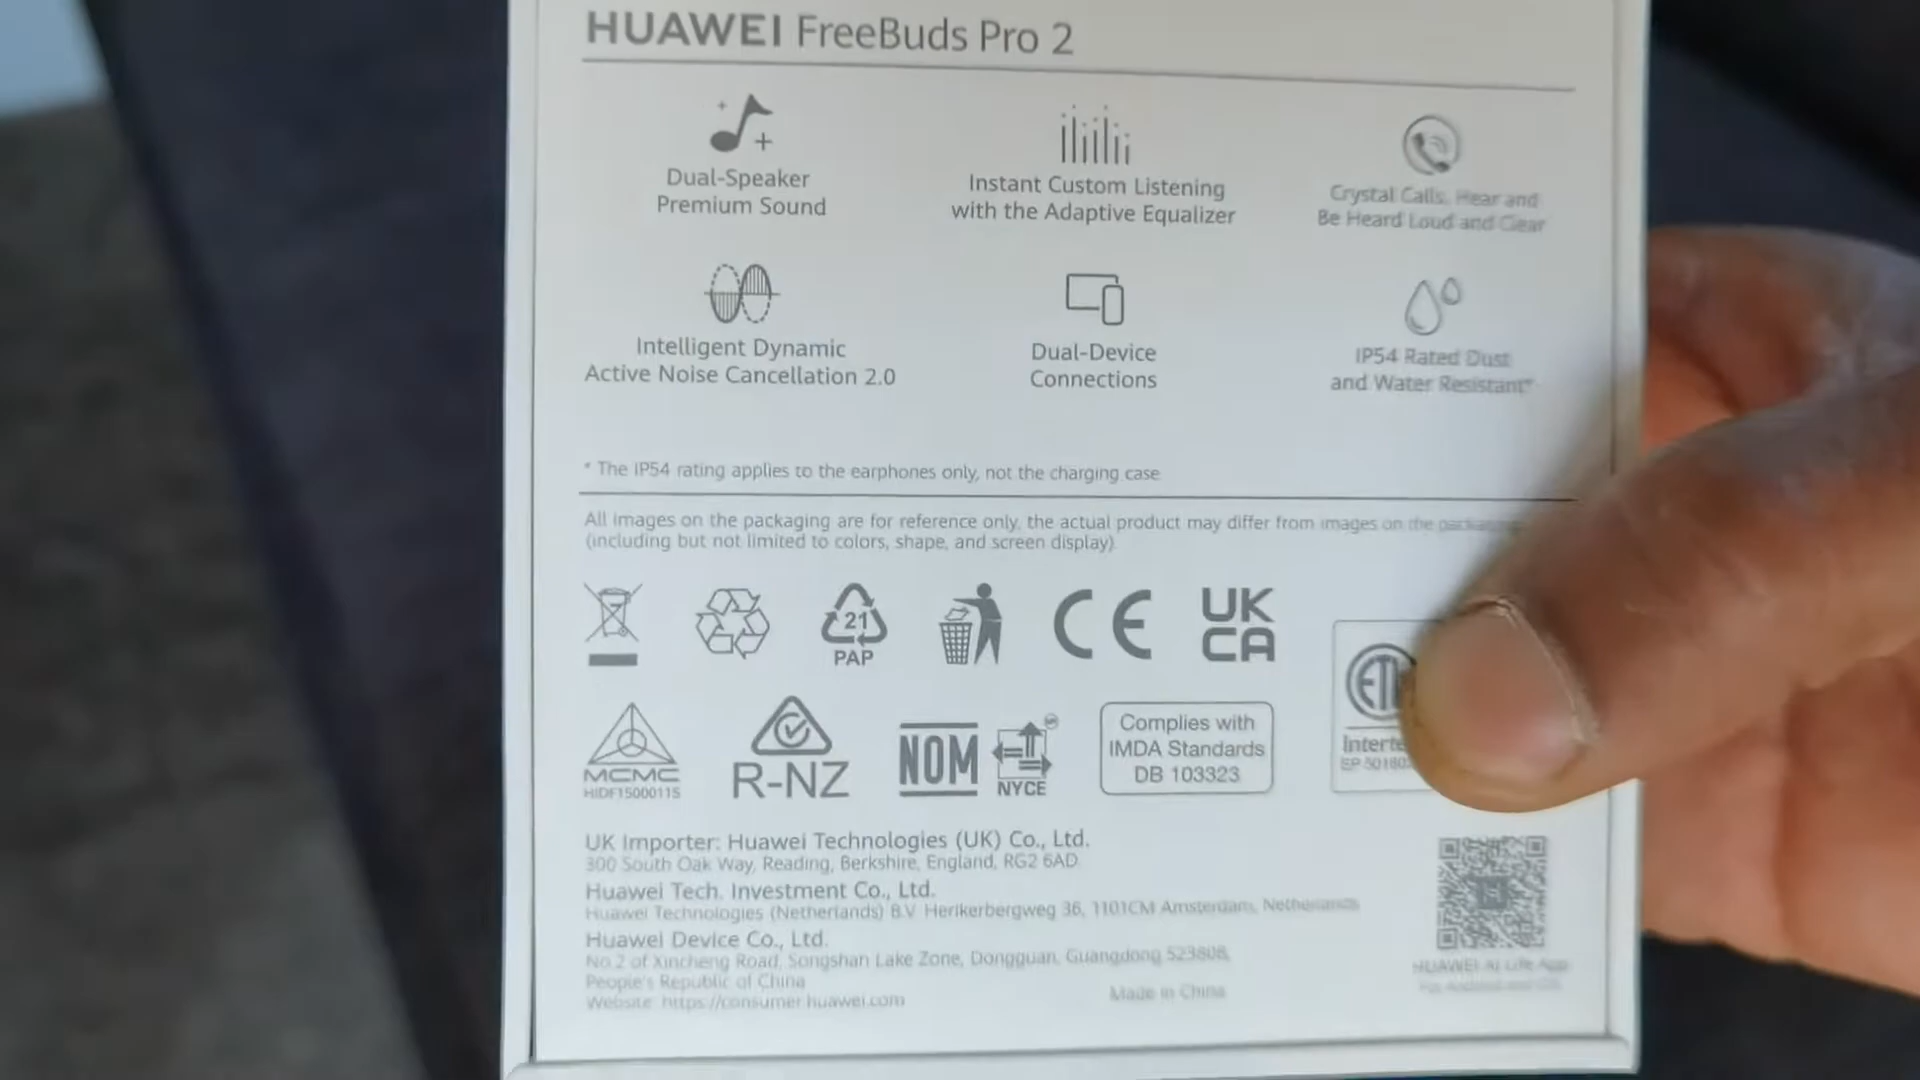 HUAWEI FreeBuds Pro 2
Dual-Speaker
Premium Sound
Instant Custom Listening
with the Adaptive Equalizer
Crystal Calls, Hear and
Be Heard Loud and Clear
Intelligent Dynamic
Active Noise Cancellation 2.0
Dual-Device
Connections
IP54 Rated Dust
and Water Resistant*
* The IP54 rating applies to the earphones only, not the charging case
All images on the packaging are for reference only, the actual product may differ from images on the
(including but not limited to colors, shape, and screen display)
21
PAP
CE
UK
CA
MCMC
HIDF15000115
R-NZ
NOM
NYCE
Complies with
IMDA Standards
DB 103323
UK Importer: Huawei Technologies (UK) Co., Ltd.
300 South Oak Way, Reading, Berkshire, England, RG2 6AD
Huawei Tech. Investment Co., Ltd.
Huawei Technologies (Netherlands) B.V. Herikerbergweg 36, 1101CM Amsterdam, Netherlands
Huawei Device Co., Ltd.
No.2 of Xincheng Road, Songshan Lake Zone, Dongguan, Guangdong 523808,
People's Republic of China
Website: https://consumer.huawei.com
Made in China
HUAWEI AI Life App
For Android and iOS